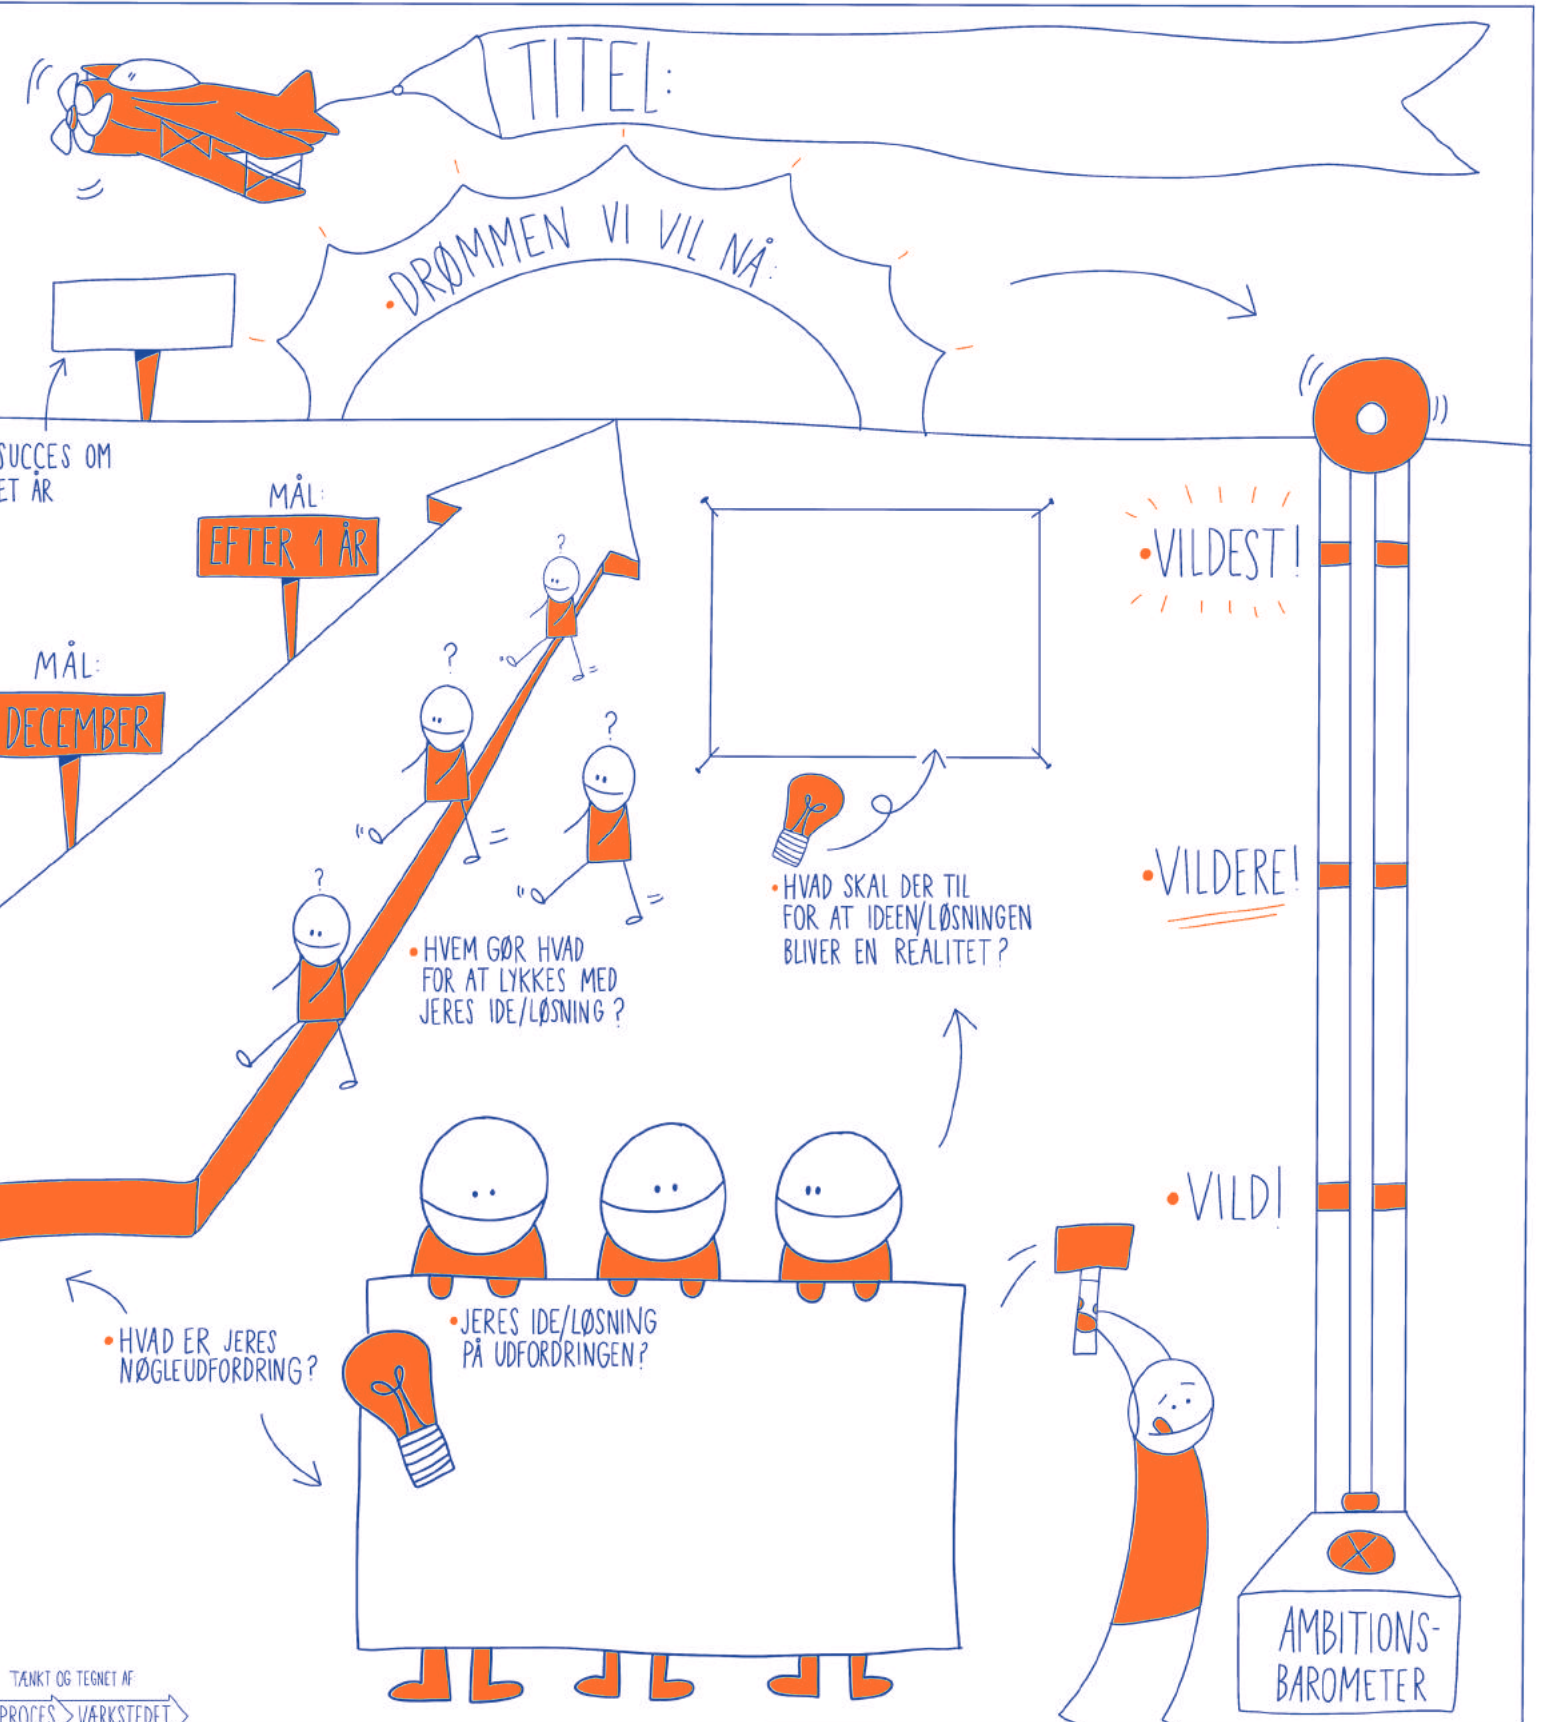 TITEL:
•DRØMMEN VI VIL NÅ:
SUCCES OM
ET ÅR
MÅL:
EFTER 1 ÅR
MÅL:
DECEMBER
?
?
?
?
•VILDEST!
•VILDERE!
•VILD!
•HVAD SKAL DER TIL
FOR AT IDEEN/LØSNINGEN
BLIVER EN REALITET?
•HVEM GØR HVAD
FOR AT LYKKES MED
JERES IDE/LØSNING?
•HVAD ER JERES
NØGLEUDFORDRING?
•JERES IDE/LØSNING
PÅ UDFORDRINGEN?
AMBITIONS-
BAROMETER
TÆNKT OG TEGNET AF
PROCES VÆRKSTEDET